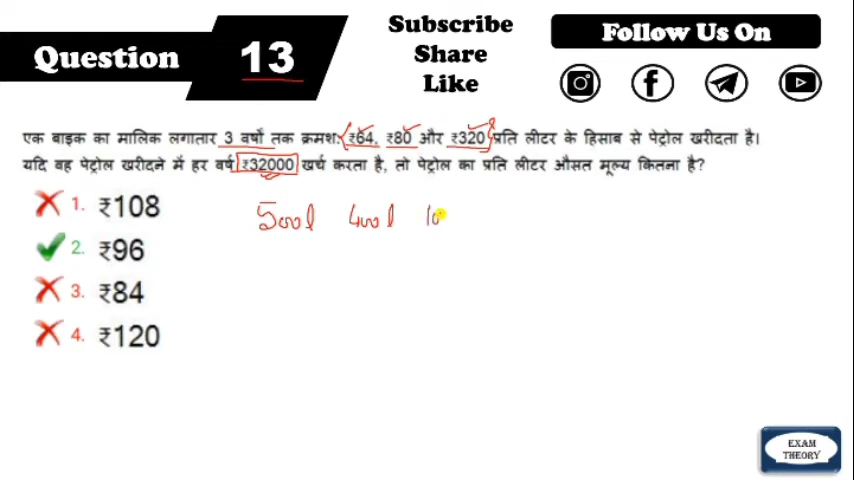 Question 13
Subscribe
Share
Like
Follow Us On
एक बाइक का मालिक लगातार 3 वर्षों तक क्रमश: ₹64, ₹80 और ₹320 प्रति लीटर के हिसाब से पेट्रोल खरीदता है।
यदि वह पेट्रोल खरीदने में हर वर्ष ₹32000 खर्च करता है, तो पेट्रोल का प्रति लीटर औसत मूल्य कितना है?
1. ₹108
500l 400l 10
2. ₹96
3. ₹84
4. ₹120
EXAM
THEORY